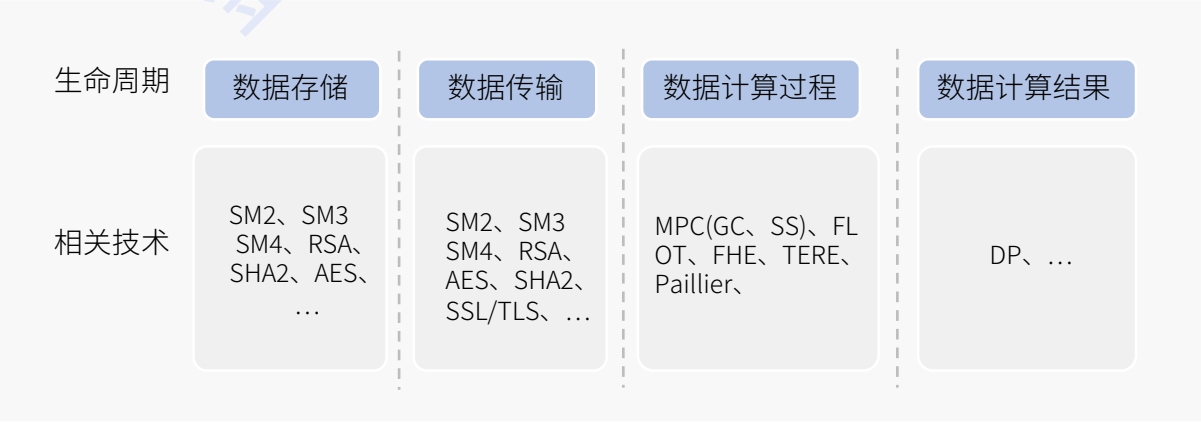 生命周期
数据存储
数据传输
数据计算过程
数据计算结果
相关技术
SM2、SM3
SM4、RSA、
SHA2、AES、
…
SM2、SM3
SM4、RSA、
AES、SHA2、
SSL/TLS、…
MPC(GC、SS)、FL
OT、FHE、TERE、
Paillier、
DP、…